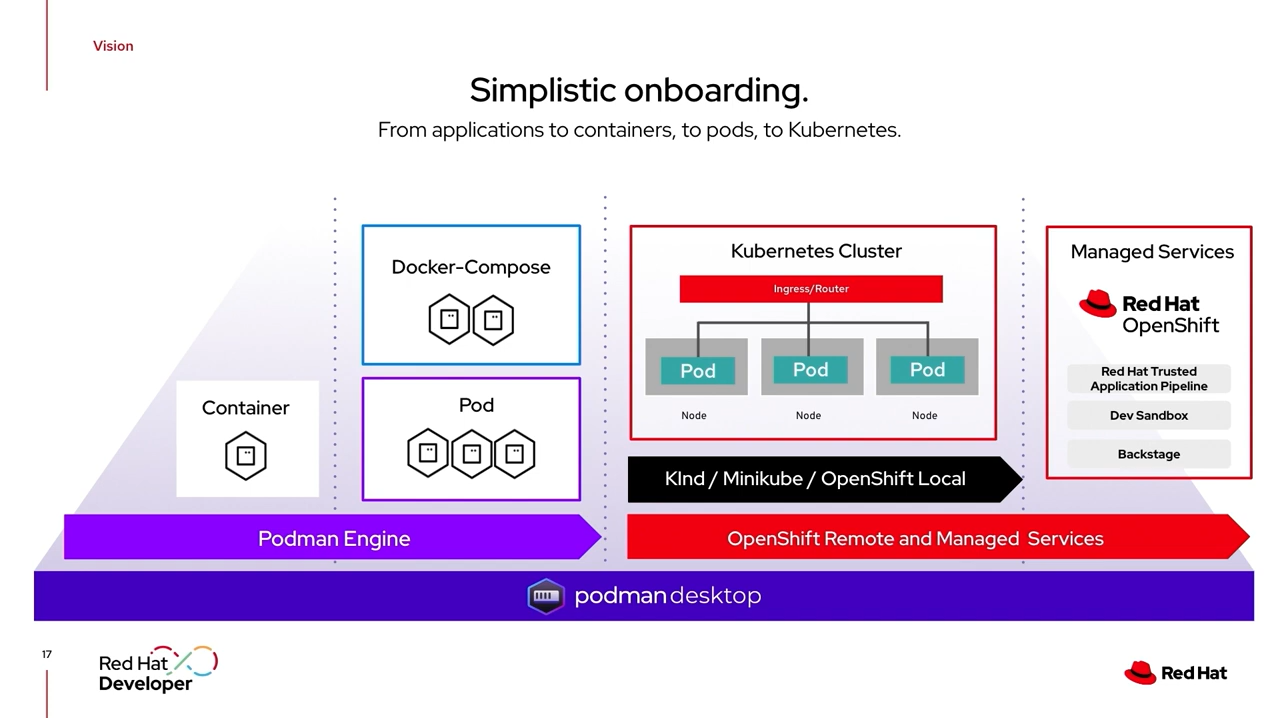 Vision
Simplistic onboarding.
From applications to containers, to pods, to Kubernetes.
Container
Docker-Compose
Pod
Kubernetes Cluster
Ingress/Router
Pod
Pod
Pod
Node
Node
Node
Managed Services
Red Hat
OpenShift
Red Hat Trusted
Application Pipeline
Dev Sandbox
Backstage
KInd / Minikube / OpenShift Local
Podman Engine
OpenShift Remote and Managed Services
podman desktop
17
Red Hat
Developer
Red Hat